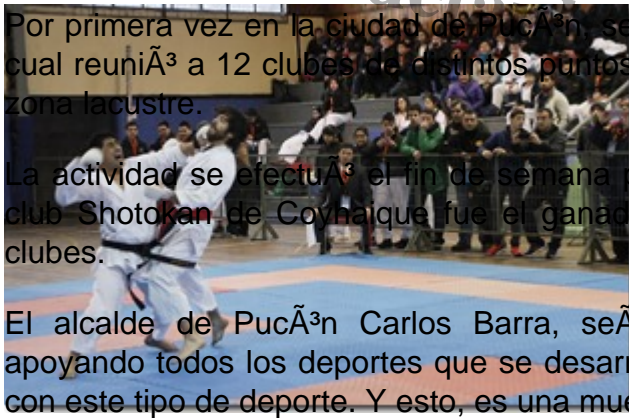 Por primera vez en la ciudad de PucÃ³n, se
cual reuniÃ³ a 12 clubes de distintos puntos
zona lacustre.
La actividad se efectuÃ³ el fin de semana p
club Shotokan de Coyhaique fue el ganad
clubes.
El alcalde de PucÃ³n Carlos Barra, seÃ
apoyando todos los deportes que se desarr
con este tipo de deporte. Y esto, es una mue